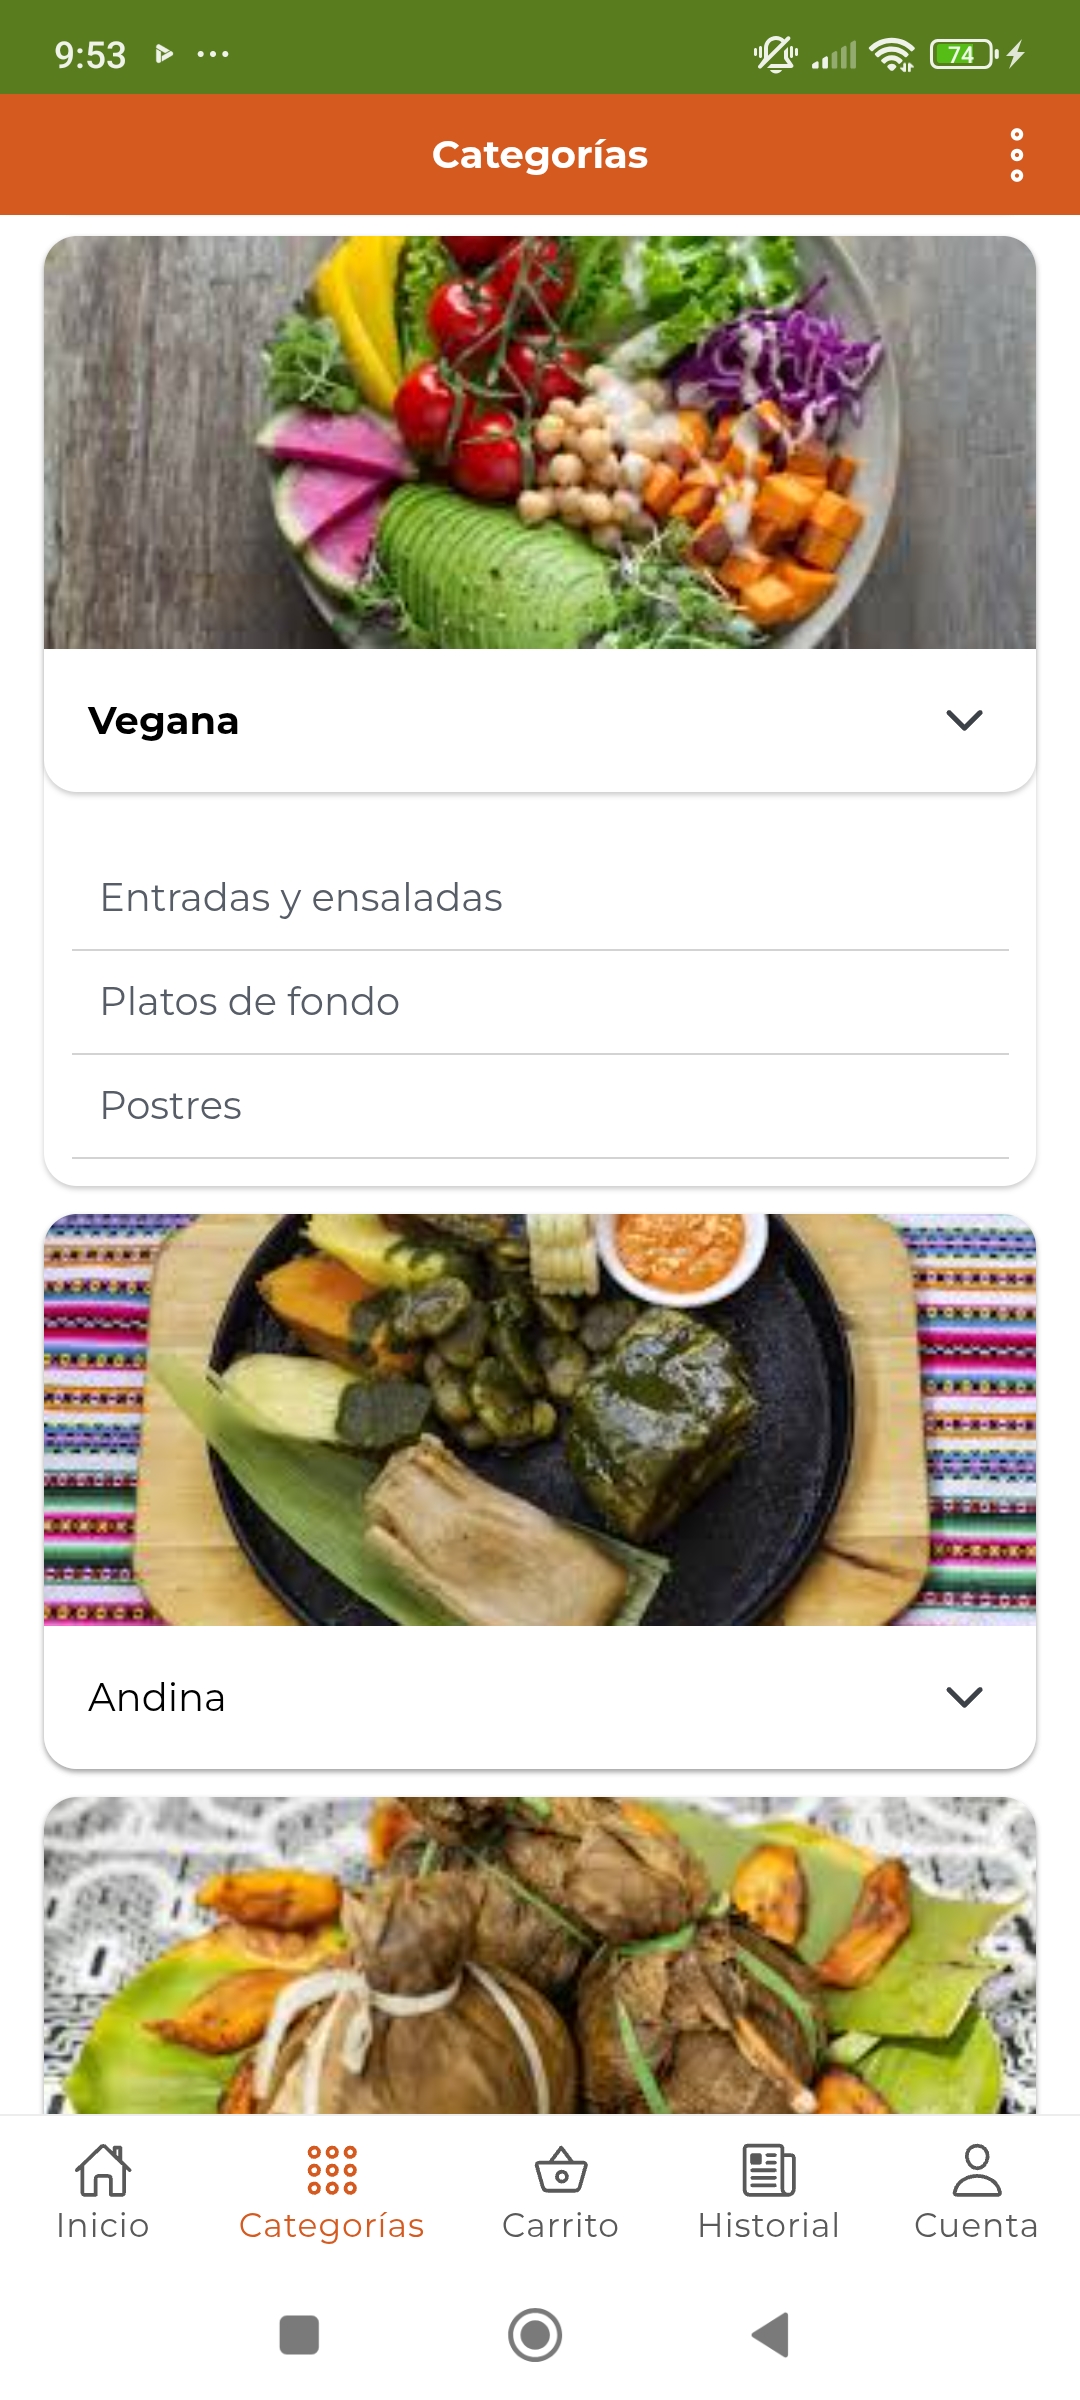 9:53
74
Categorías
Vegana
Entradas y ensaladas
Platos de fondo
Postres
Andina
Inicio
Categorías
Carrito
Historial
Cuenta